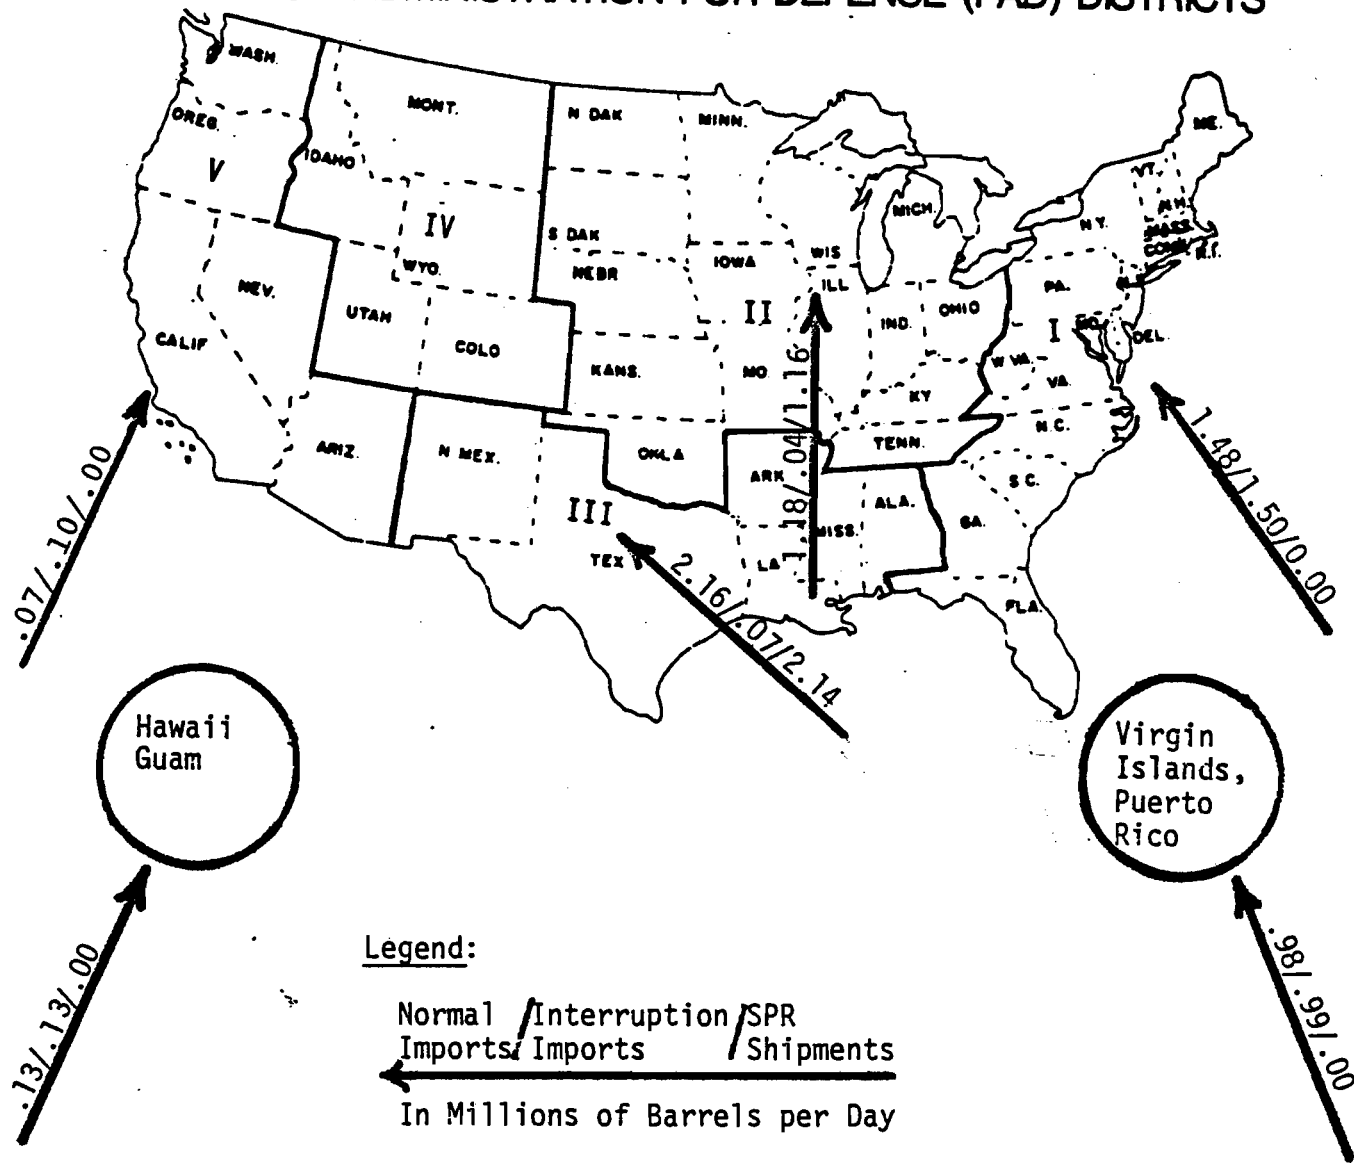 ADMINISTRATION FOR DEFENSE (PAD) DISTRICTS
WASH.
MONT.
N DAK
MINN.
ME.
OREG.
V
IDAHO
VT.
N.H.
MICH.
IV
S DAK
N.Y.
MASS.
CONN.
R.I.
WYO.
NEBR
IOWA
WIS
ILL
NEV.
UTAH
II
IND.
OHIO
PA.
N.J.
I
MD.
DEL.
CALIF
COLO
KANS.
MO.
W VA.
VA.
KY
N.C.
TENN.
ARIZ.
N MEX.
OKLA
ARK.
S.C.
ALA.
GA.
III
MISS.
TEX
LA
FLA.
.07/.10/.00
1.18/.04/1.16
2.16/.07/2.14
1.48/1.50/0.00
Hawaii
Guam
Virgin
Islands,
Puerto
Rico
.13/.13/.00
.98/.99/.00
Legend:
Normal /Interruption/SPR
Imports/ Imports /Shipments
In Millions of Barrels per Day